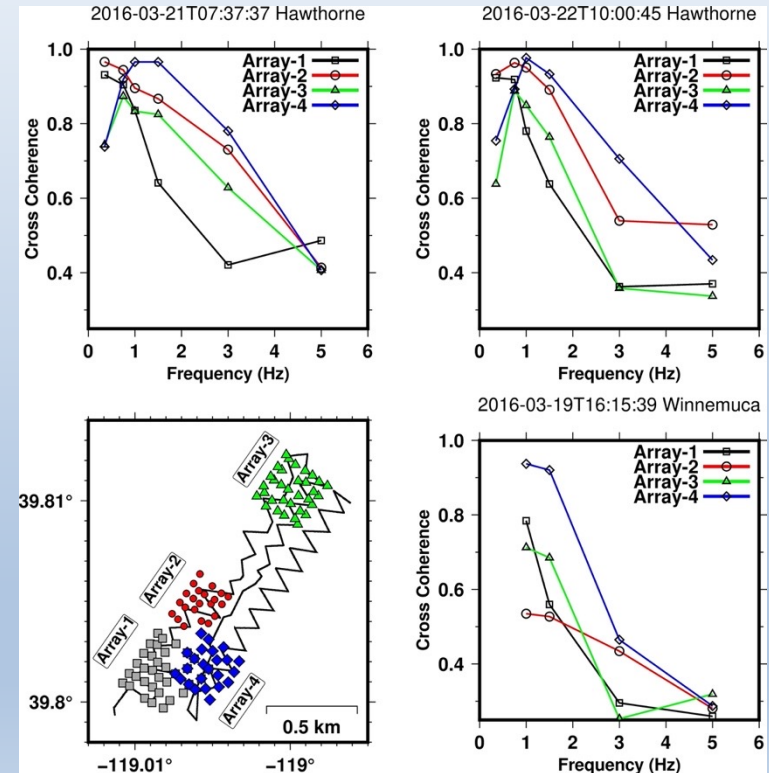 2016-03-21T07:37:37 Hawthorne
1.0
0.8
0.6
0.4
Cross Coherence
Array-1
Array-2
Array-3
Array-4
0 1 2 3 4 5 6
Frequency (Hz)
2016-03-22T10:00:45 Hawthorne
1.0
0.8
0.6
0.4
Cross Coherence
Array-1
Array-2
Array-3
Array-4
0 1 2 3 4 5 6
Frequency (Hz)
39.81°
39.8°
Array-3
Array-2
Array-1
Array-4
0.5 km
−119.01° −119°
2016-03-19T16:15:39 Winnemuca
1.0
0.8
0.6
0.4
Cross Coherence
Array-1
Array-2
Array-3
Array-4
0 1 2 3 4 5 6
Frequency (Hz)